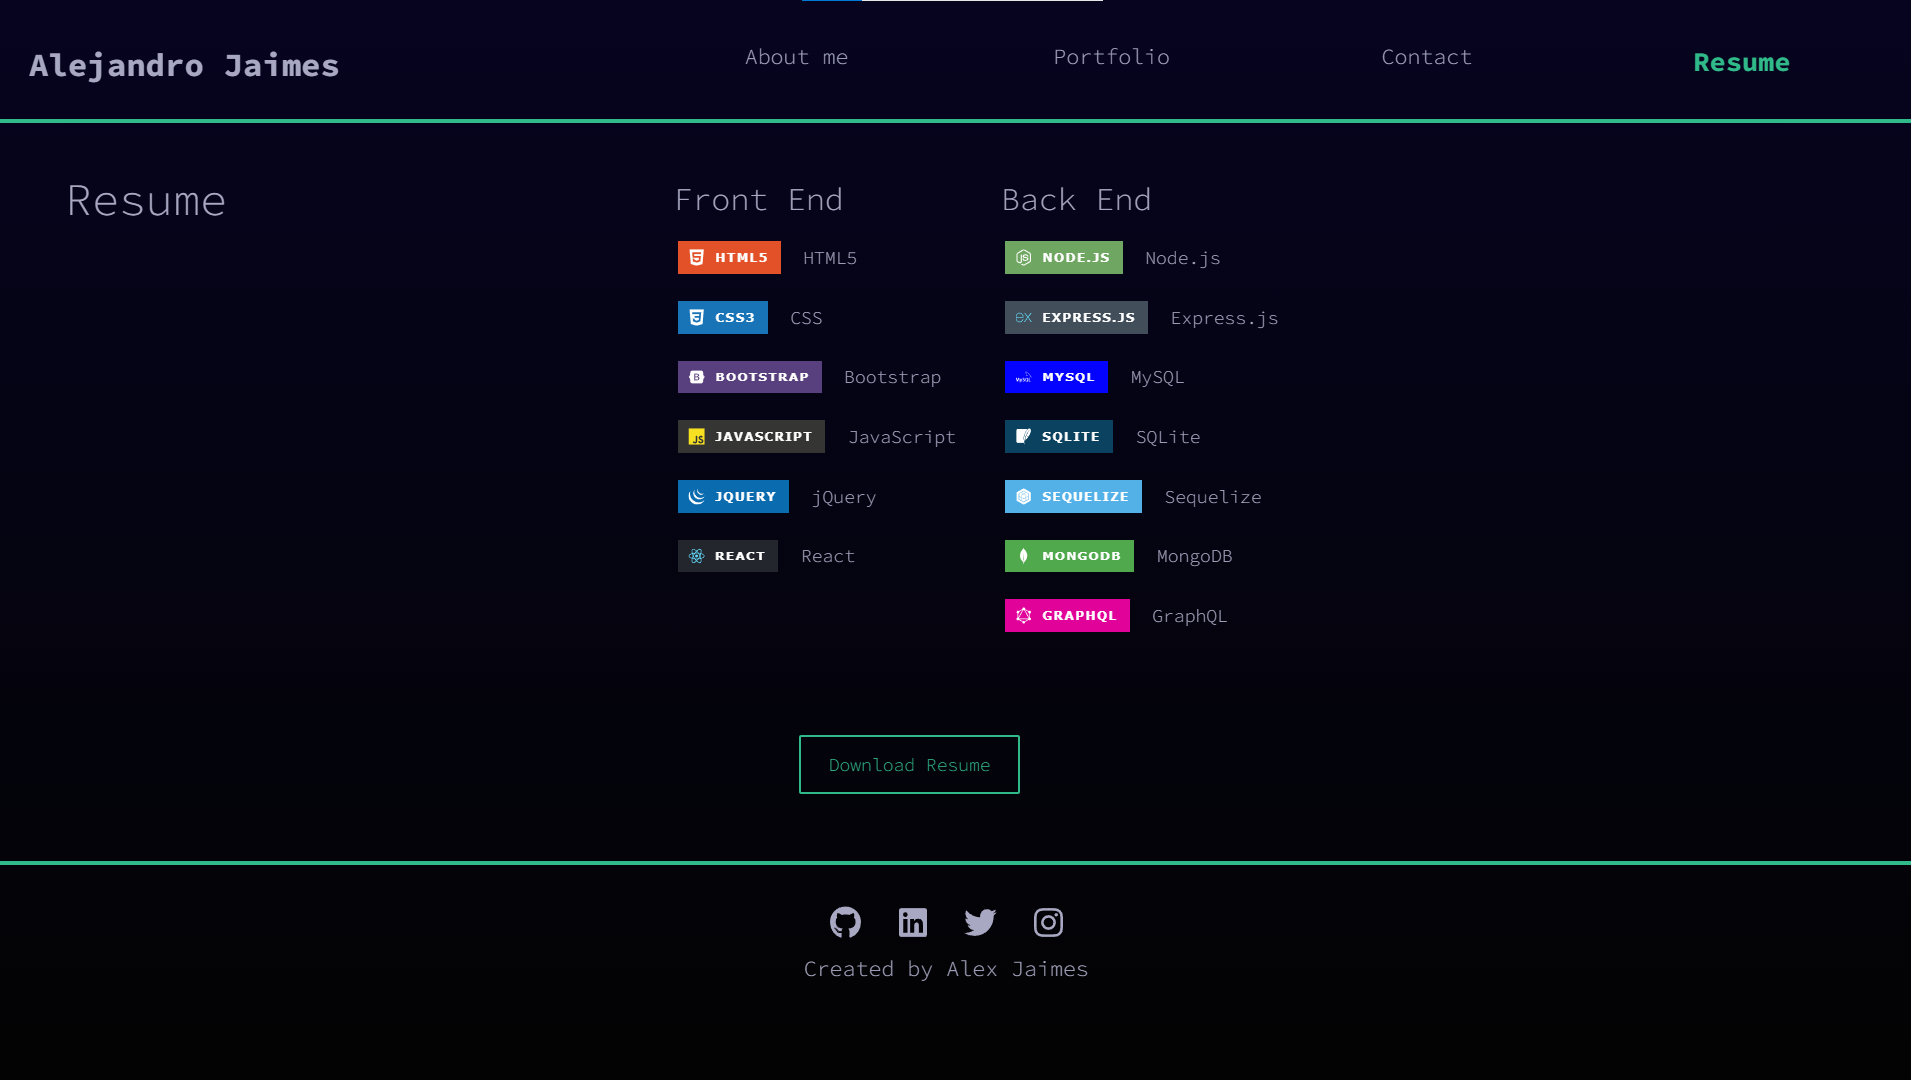 Alejandro Jaimes
About me
Portfolio
Contact
Resume
Resume
Front End
HTML5 HTML5
CSS3 CSS
BOOTSTRAP Bootstrap
JAVASCRIPT JavaScript
JQUERY jQuery
REACT React
Back End
NODE.JS Node.js
EX EXPRESS.JS Express.js
MySQL MYSQL MySQL
SQLITE SQLite
SEQUELIZE Sequelize
MONGODB MongoDB
GRAPHQL GraphQL
Download Resume
Created by Alex Jaimes